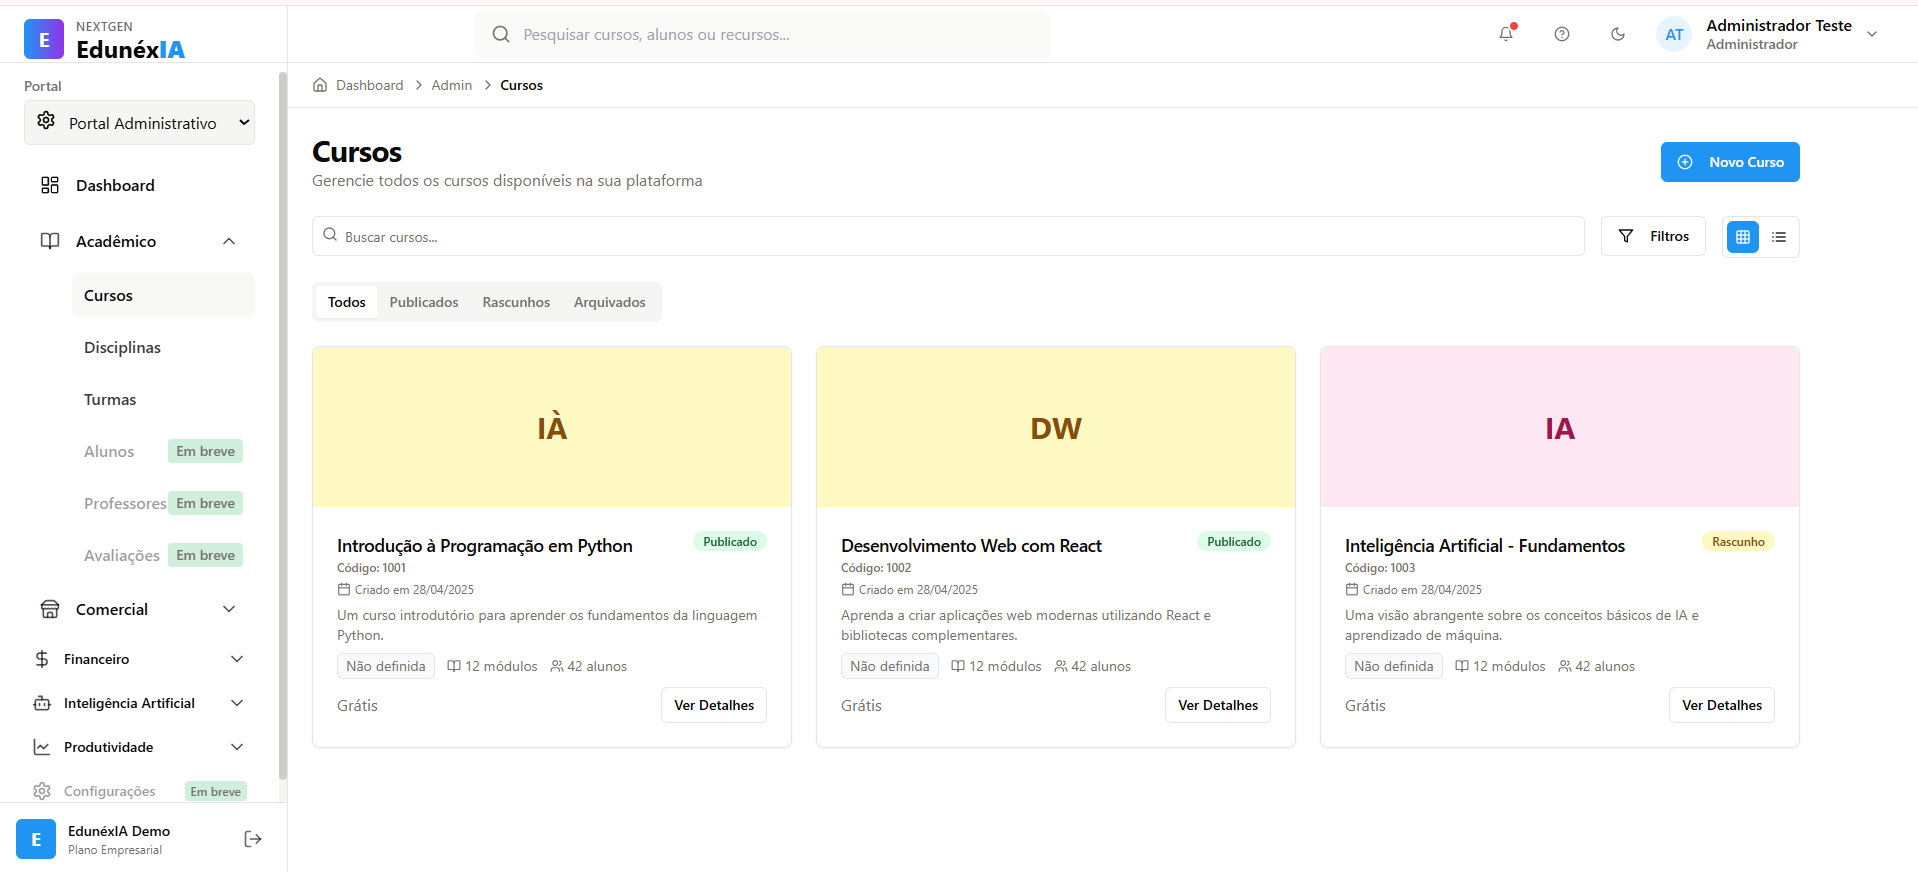 E
NEXTGEN
EdunéxIA
Pesquisar cursos, alunos ou recursos...
AT
Administrador Teste
Administrador
Portal
Portal Administrativo
Dashboard
Acadêmico
Cursos
Disciplinas
Turmas
Alunos Em breve
Professores Em breve
Avaliações Em breve
Comercial
Financeiro
Inteligência Artificial
Produtividade
Configurações Em breve
E
EdunéxIA Demo
Plano Empresarial
Dashboard > Admin > Cursos
Cursos
Gerencie todos os cursos disponíveis na sua plataforma
Novo Curso
Buscar cursos...
Filtros
Todos Publicados Rascunhos Arquivados
IÀ
Introdução à Programação em Python
Publicado
Código: 1001
Criado em 28/04/2025
Um curso introdutório para aprender os fundamentos da linguagem
Python.
Não definida 12 módulos 42 alunos
Grátis
Ver Detalhes
DW
Desenvolvimento Web com React
Publicado
Código: 1002
Criado em 28/04/2025
Aprenda a criar aplicações web modernas utilizando React e
bibliotecas complementares.
Não definida 12 módulos 42 alunos
Grátis
Ver Detalhes
IA
Inteligência Artificial - Fundamentos
Rascunho
Código: 1003
Criado em 28/04/2025
Uma visão abrangente sobre os conceitos básicos de IA e
aprendizado de máquina.
Não definida 12 módulos 42 alunos
Grátis
Ver Detalhes